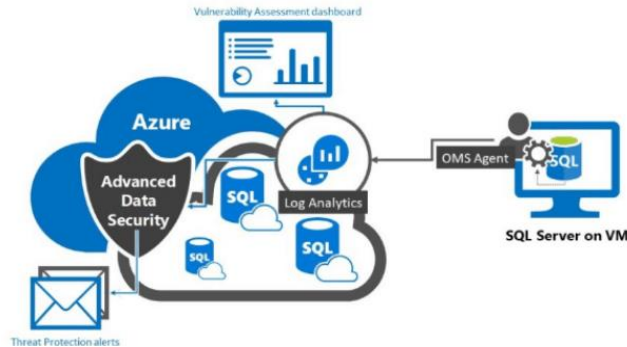 Vulnerability Assessment dashboard
Azure
Advanced
Data
Security
SQL
SQL
SQL
Log Analytics
OMS Agent
SQL
SQL Server on VM
Threat Protection alerts